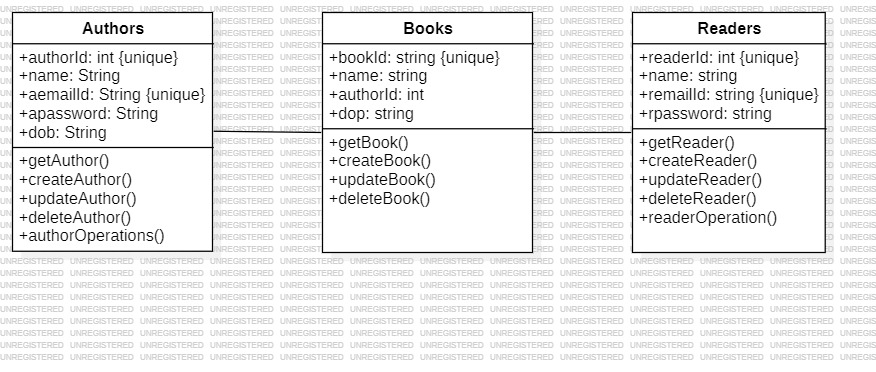 Authors
+authorId: int {unique}
+name: String
+aemailId: String {unique}
+apassword: String
+dob: String
+getAuthor()
+createAuthor()
+updateAuthor()
+deleteAuthor()
+authorOperations()
Books
+bookId: string {unique}
+name: string
+authorId: int
+dop: string
+getBook()
+createBook()
+updateBook()
+deleteBook()
Readers
+readerId: int {unique}
+name: string
+remailId: string {unique}
+rpassword: string
+getReader()
+createReader()
+updateReader()
+deleteReader()
+readerOperation()
UNREGISTERED UNREGISTERED UNREGISTERED UNREGISTERED UNREGISTERED UNREGISTERED UNREGISTERED UNREGISTERED UNREGISTERED UNREGISTERED UNREGISTERED UNREGISTERED UNREGIS